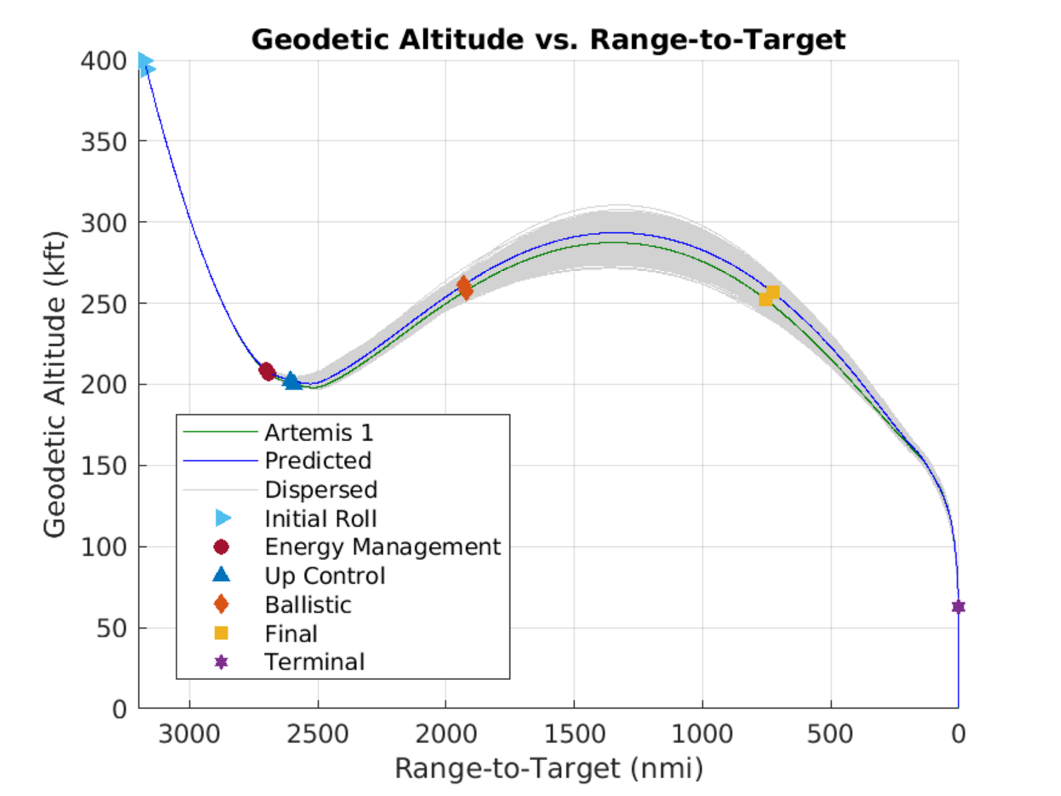 Geodetic Altitude vs. Range-to-Target
Geodetic Altitude (kft)
400
350
300
250
200
150
100
50
0
Artemis 1
Predicted
Dispersed
Initial Roll
Energy Management
Up Control
Ballistic
Final
Terminal
3000 2500 2000 1500 1000 500 0
Range-to-Target (nmi)